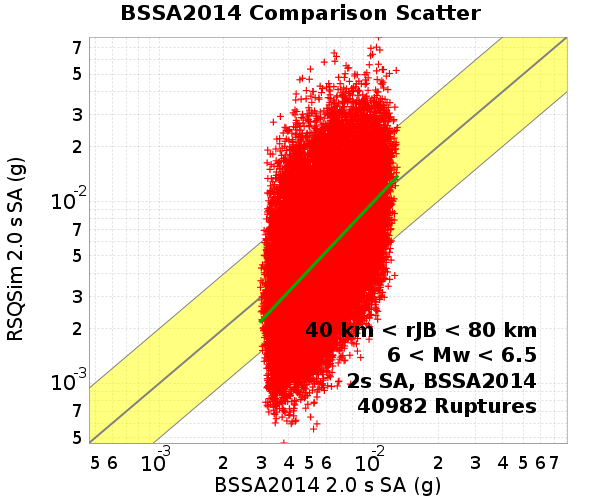 BSSA2014 Comparison Scatter
RSQSim 2.0 s SA (g)
7
5
3
2
10-2
7
5
3
2
10-3
7
5
40 km < rJB < 80 km
6 < Mw < 6.5
2s SA, BSSA2014
40982 Ruptures
5 6 10-3 2 3 4 5 6 10-2 2 3 4 5 6 7
BSSA2014 2.0 s SA (g)